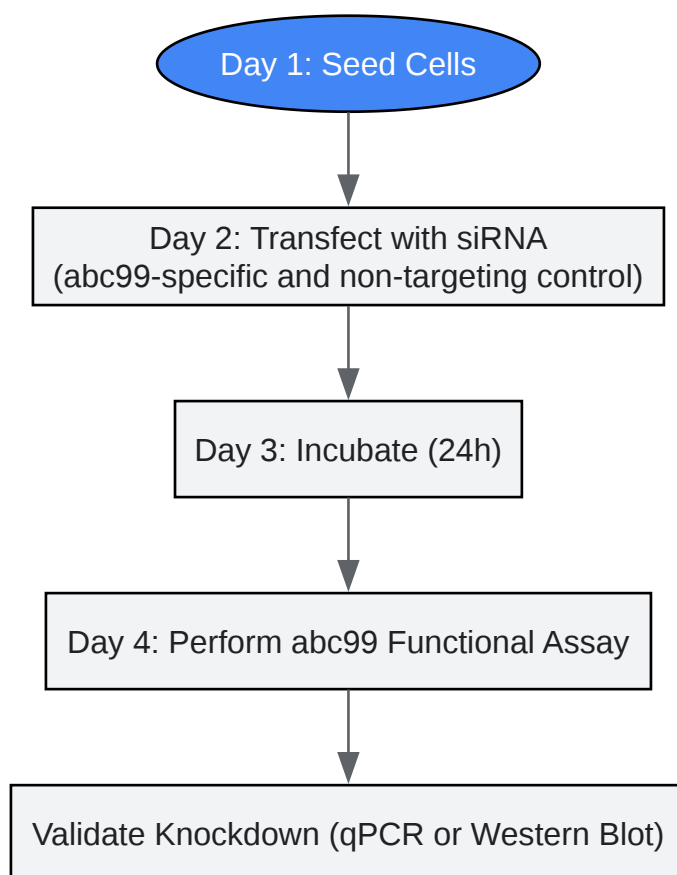 Day 1: Seed Cells
Day 2: Transfect with siRNA
(abc99-specific and non-targeting control)
Day 3: Incubate (24h)
Day 4: Perform abc99 Functional Assay
Validate Knockdown (qPCR or Western Blot)